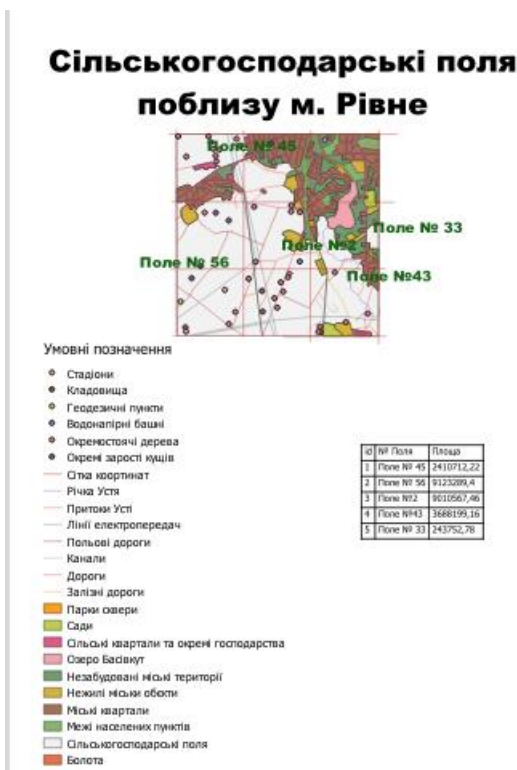 Сільськогосподарські поля
поблизу м. Рівне
Поле № 45
Поле № 33
Поле №2
Поле № 56
Поле №43
Умовні позначення
Стадіони
Кладовища
Геодезичні пункти
Водонапірні башні
Окремостоячі дерева
Окремі зарості кущів
Сітка коортинат
Річка Устя
Притоки Усті
Лінії електропередач
Польові дороги
Канали
Дороги
Залізні дороги
Парки сквери
Сади
Сільські квартали та окремі господарства
Озеро Басівкут
Незабудовані міські території
Нежилі міськи обєкти
Міські квартали
Межі населених пунктів
Сільськогосподарські поля
Болота
id № Поля Площа
1 Поле № 45 2410712,22
2 Поле № 56 9123289,4
3 Поле №2 9010567,46
4 Поле №43 3688199,16
5 Поле № 33 243752,78